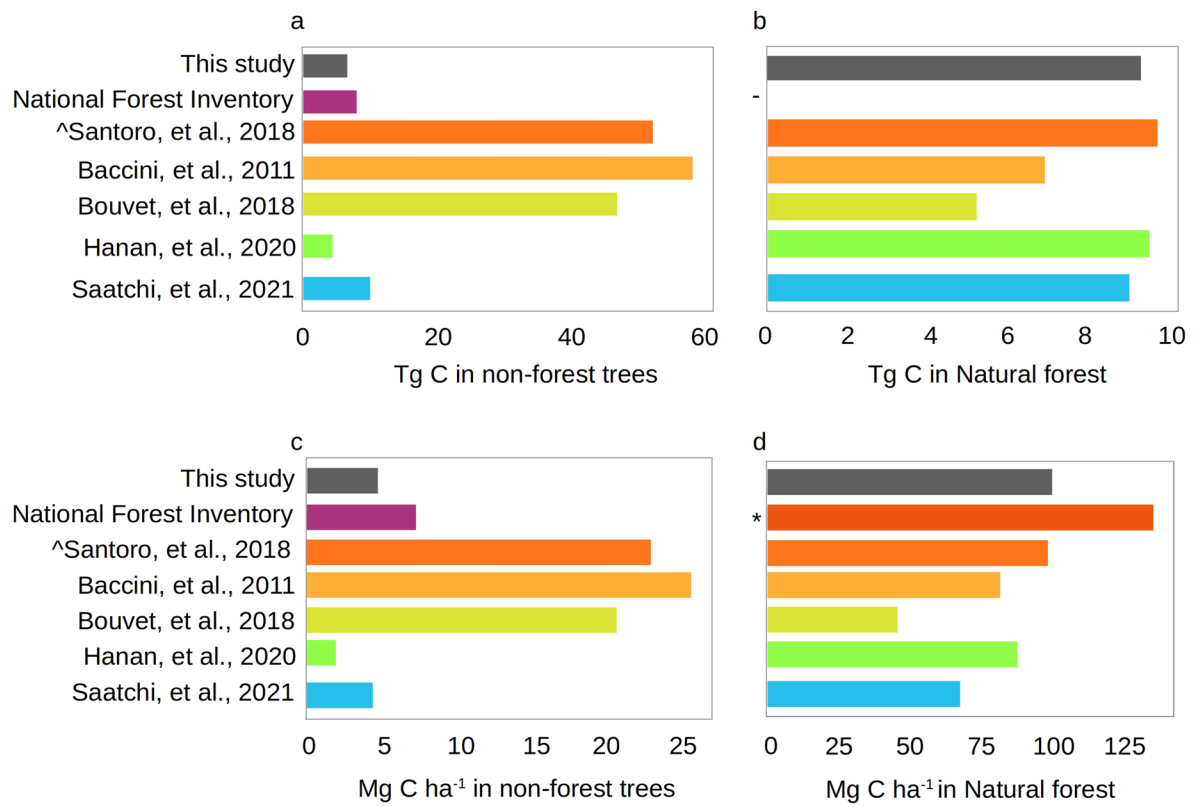 a
This study
National Forest Inventory
^Santoro, et al., 2018
Baccini, et al., 2011
Bouvet, et al., 2018
Hanan, et al., 2020
Saatchi, et al., 2021
0 20 40 60
Tg C in non-forest trees
b
-
0 2 4 6 8 10
Tg C in Natural forest
c
This study
National Forest Inventory
^Santoro, et al., 2018
Baccini, et al., 2011
Bouvet, et al., 2018
Hanan, et al., 2020
Saatchi, et al., 2021
0 5 10 15 20 25
Mg C ha-1 in non-forest trees
d
*
0 25 50 75 100 125
Mg C ha-1 in Natural forest